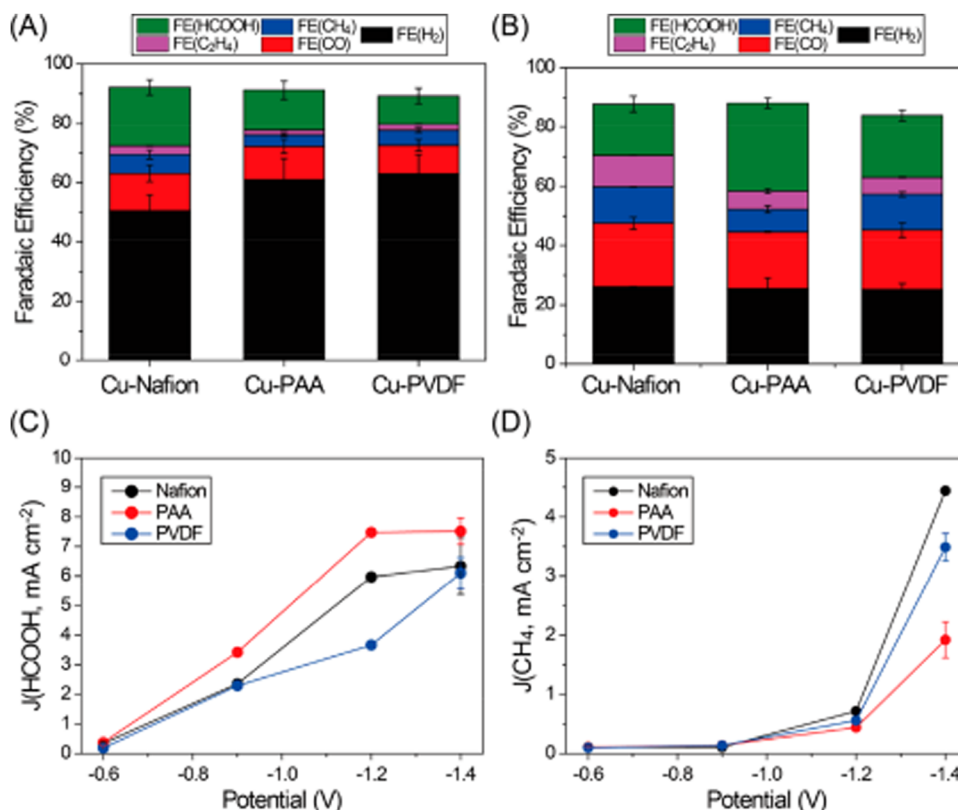 (A)
FE(HCOOH) FE(CH₄) FE(H₂)
FE(C₂H₄) FE(CO)
Faradaic Efficiency (%)
100
80
60
40
20
0
Cu-Nafion Cu-PAA Cu-PVDF
(B)
FE(HCOOH) FE(CH₄) FE(H₂)
FE(C₂H₄) FE(CO)
Faradaic Efficiency (%)
100
80
60
40
20
0
Cu-Nafion Cu-PAA Cu-PVDF
(C)
Nafion
PAA
PVDF
J(HCOOH, mA cm⁻²)
10
9
8
7
6
5
4
3
2
1
0
-0.6 -0.8 -1.0 -1.2 -1.4
Potential (V)
(D)
Nafion
PAA
PVDF
J(CH₄, mA cm⁻²)
5
4
3
2
1
0
-0.6 -0.8 -1.0 -1.2 -1.4
Potential (V)